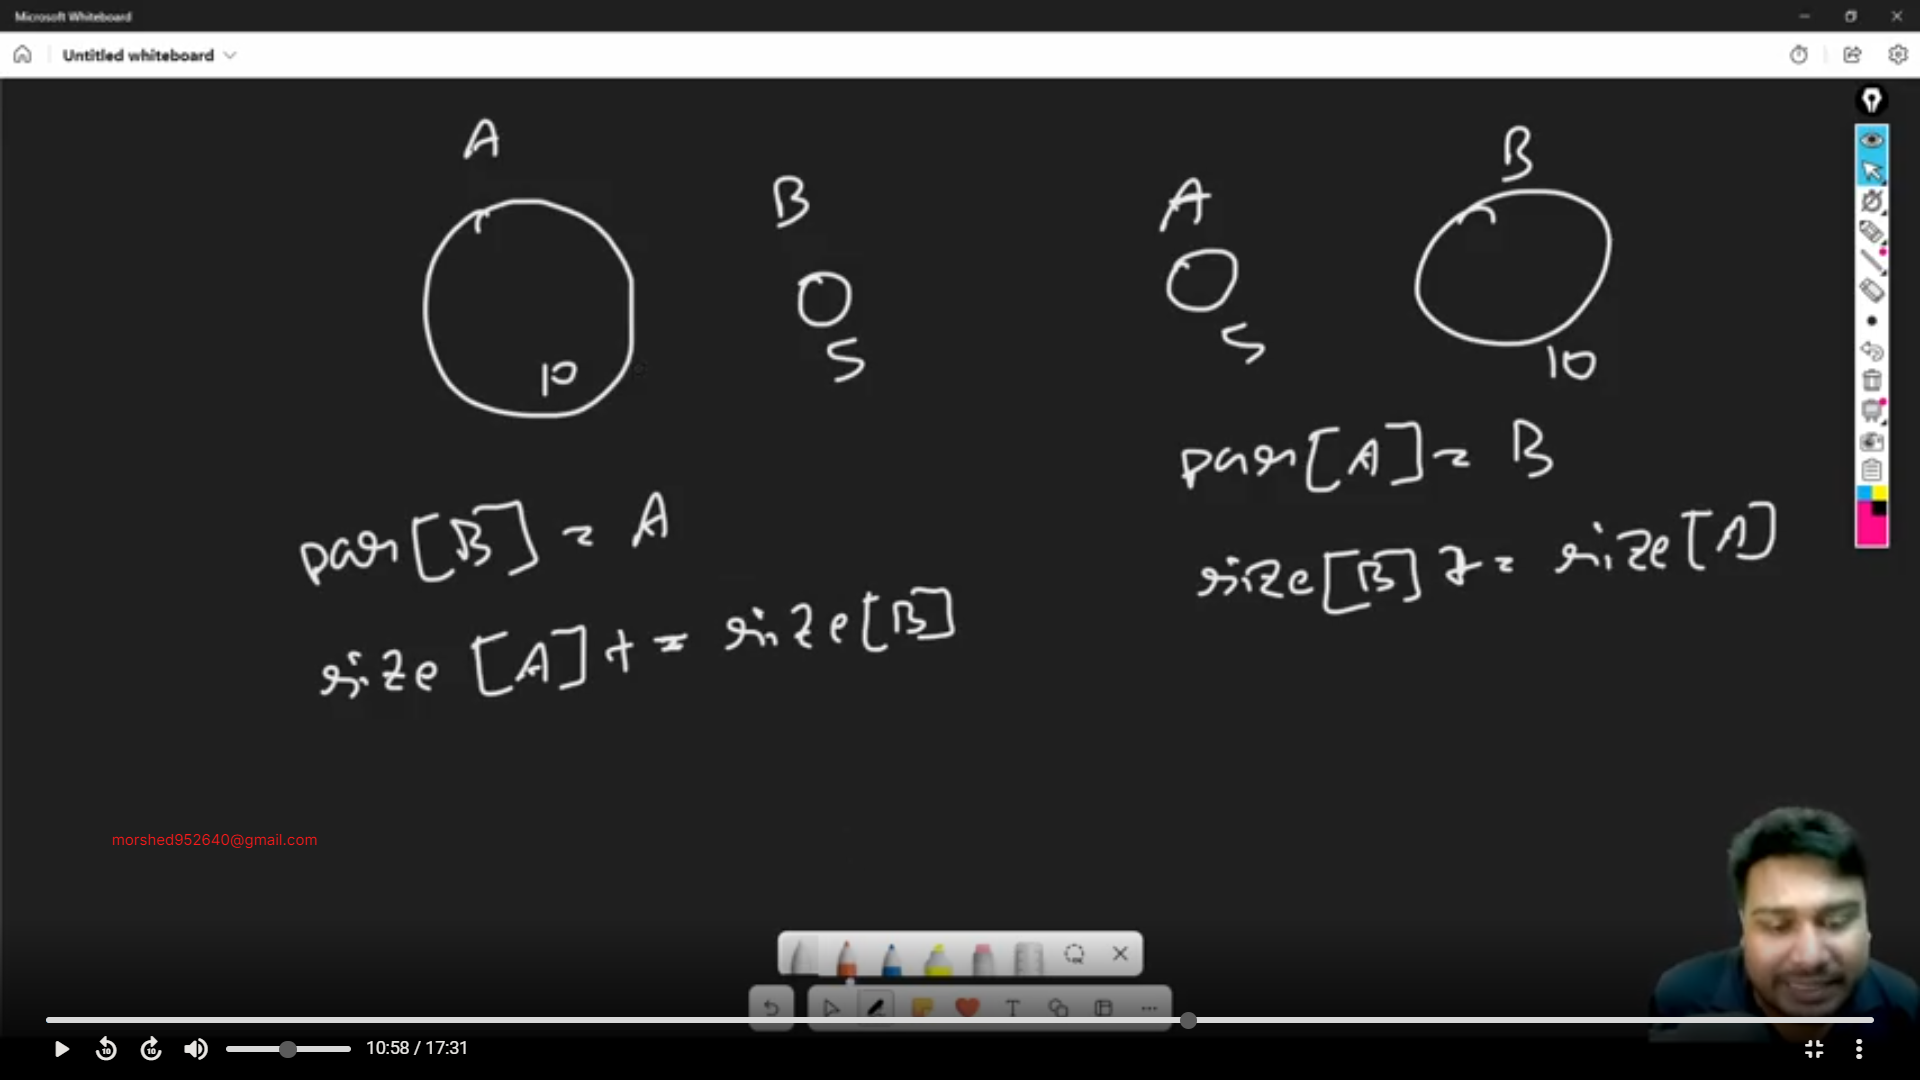 Microsoft Whiteboard
Untitled whiteboard
A
B
10
5
par[B] = A
size [A] += size[B]
A
B
5
10
par[A] = B
size[B] += size[A]
morshed952640@gmail.com
10:58 / 17:31